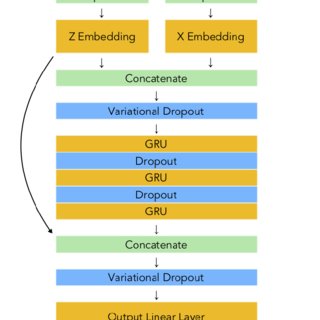 Z Embedding X Embedding
Concatenate
Variational Dropout
GRU
Dropout
GRU
Dropout
GRU
Concatenate
Variational Dropout
Output Linear Layer